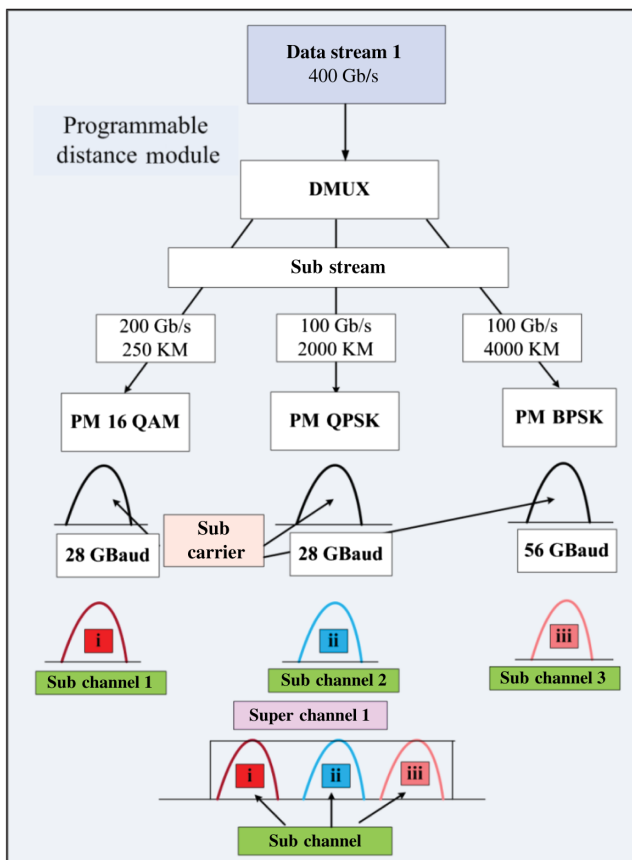 Data stream 1
400 Gb/s
Programmable
distance module
DMUX
Sub stream
200 Gb/s
250 KM
100 Gb/s
2000 KM
100 Gb/s
4000 KM
PM 16 QAM
PM QPSK
PM BPSK
Sub
carrier
28 GBaud
28 GBaud
56 GBaud
i
ii
iii
Sub channel 1
Sub channel 2
Sub channel 3
Super channel 1
i
ii
iii
Sub channel